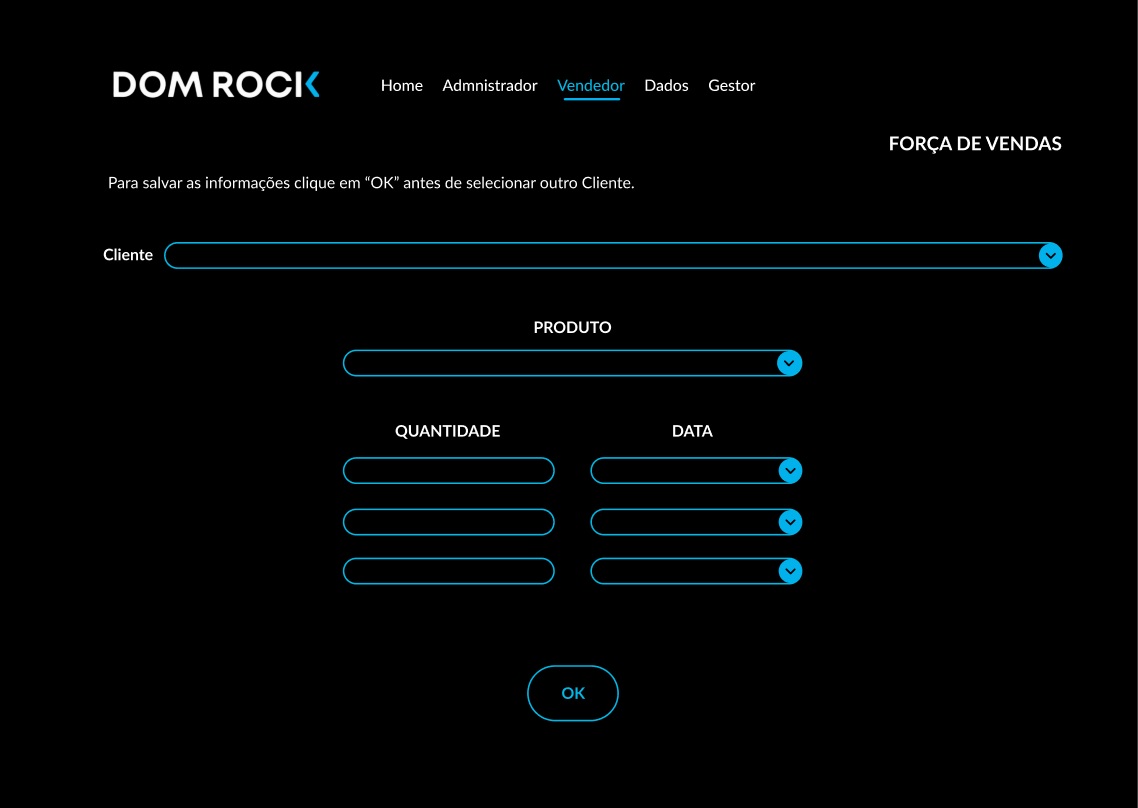 DOM ROCK
Home Admnistrador Vendedor Dados Gestor
FORÇA DE VENDAS
Para salvar as informações clique em “OK” antes de selecionar outro Cliente.
Cliente
PRODUTO
QUANTIDADE DATA
OK